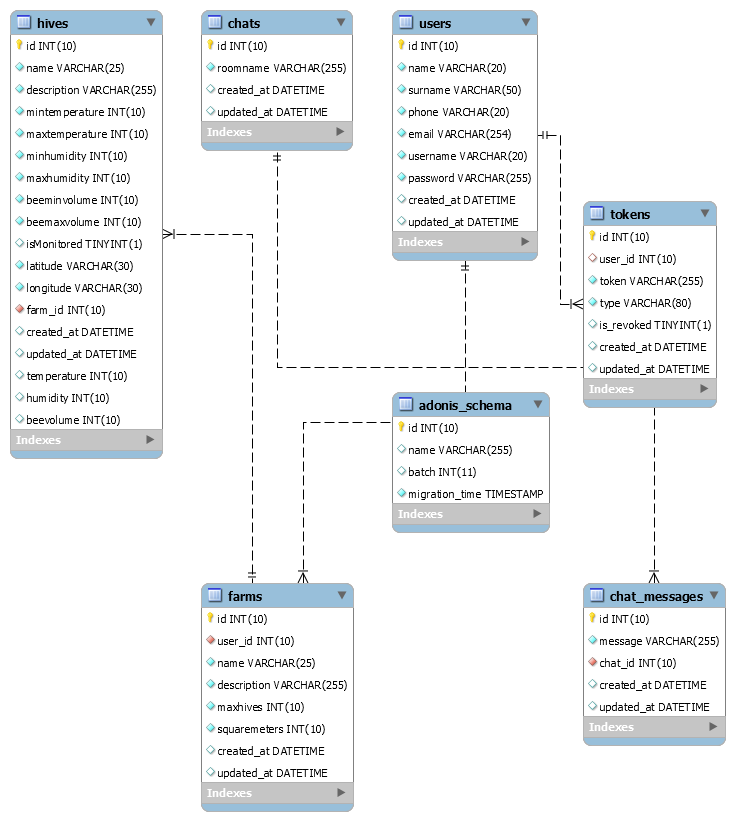 hives
id INT(10)
name VARCHAR(25)
description VARCHAR(255)
mintemperature INT(10)
maxtemperature INT(10)
minhumidity INT(10)
maxhumidity INT(10)
beeminvolume INT(10)
beemaxvolume INT(10)
isMonitored TINYINT(1)
latitude VARCHAR(30)
longitude VARCHAR(30)
farm_id INT(10)
created_at DATETIME
updated_at DATETIME
temperature INT(10)
humidity INT(10)
beevolume INT(10)
Indexes
chats
id INT(10)
roomname VARCHAR(255)
created_at DATETIME
updated_at DATETIME
Indexes
users
id INT(10)
name VARCHAR(20)
surname VARCHAR(50)
phone VARCHAR(20)
email VARCHAR(254)
username VARCHAR(20)
password VARCHAR(255)
created_at DATETIME
updated_at DATETIME
Indexes
tokens
id INT(10)
user_id INT(10)
token VARCHAR(255)
type VARCHAR(80)
is_revoked TINYINT(1)
created_at DATETIME
updated_at DATETIME
Indexes
adonis_schema
id INT(10)
name VARCHAR(255)
batch INT(11)
migration_time TIMESTAMP
Indexes
farms
id INT(10)
user_id INT(10)
name VARCHAR(25)
description VARCHAR(255)
maxhives INT(10)
squaremeters INT(10)
created_at DATETIME
updated_at DATETIME
Indexes
chat_messages
id INT(10)
message VARCHAR(255)
chat_id INT(10)
created_at DATETIME
updated_at DATETIME
Indexes